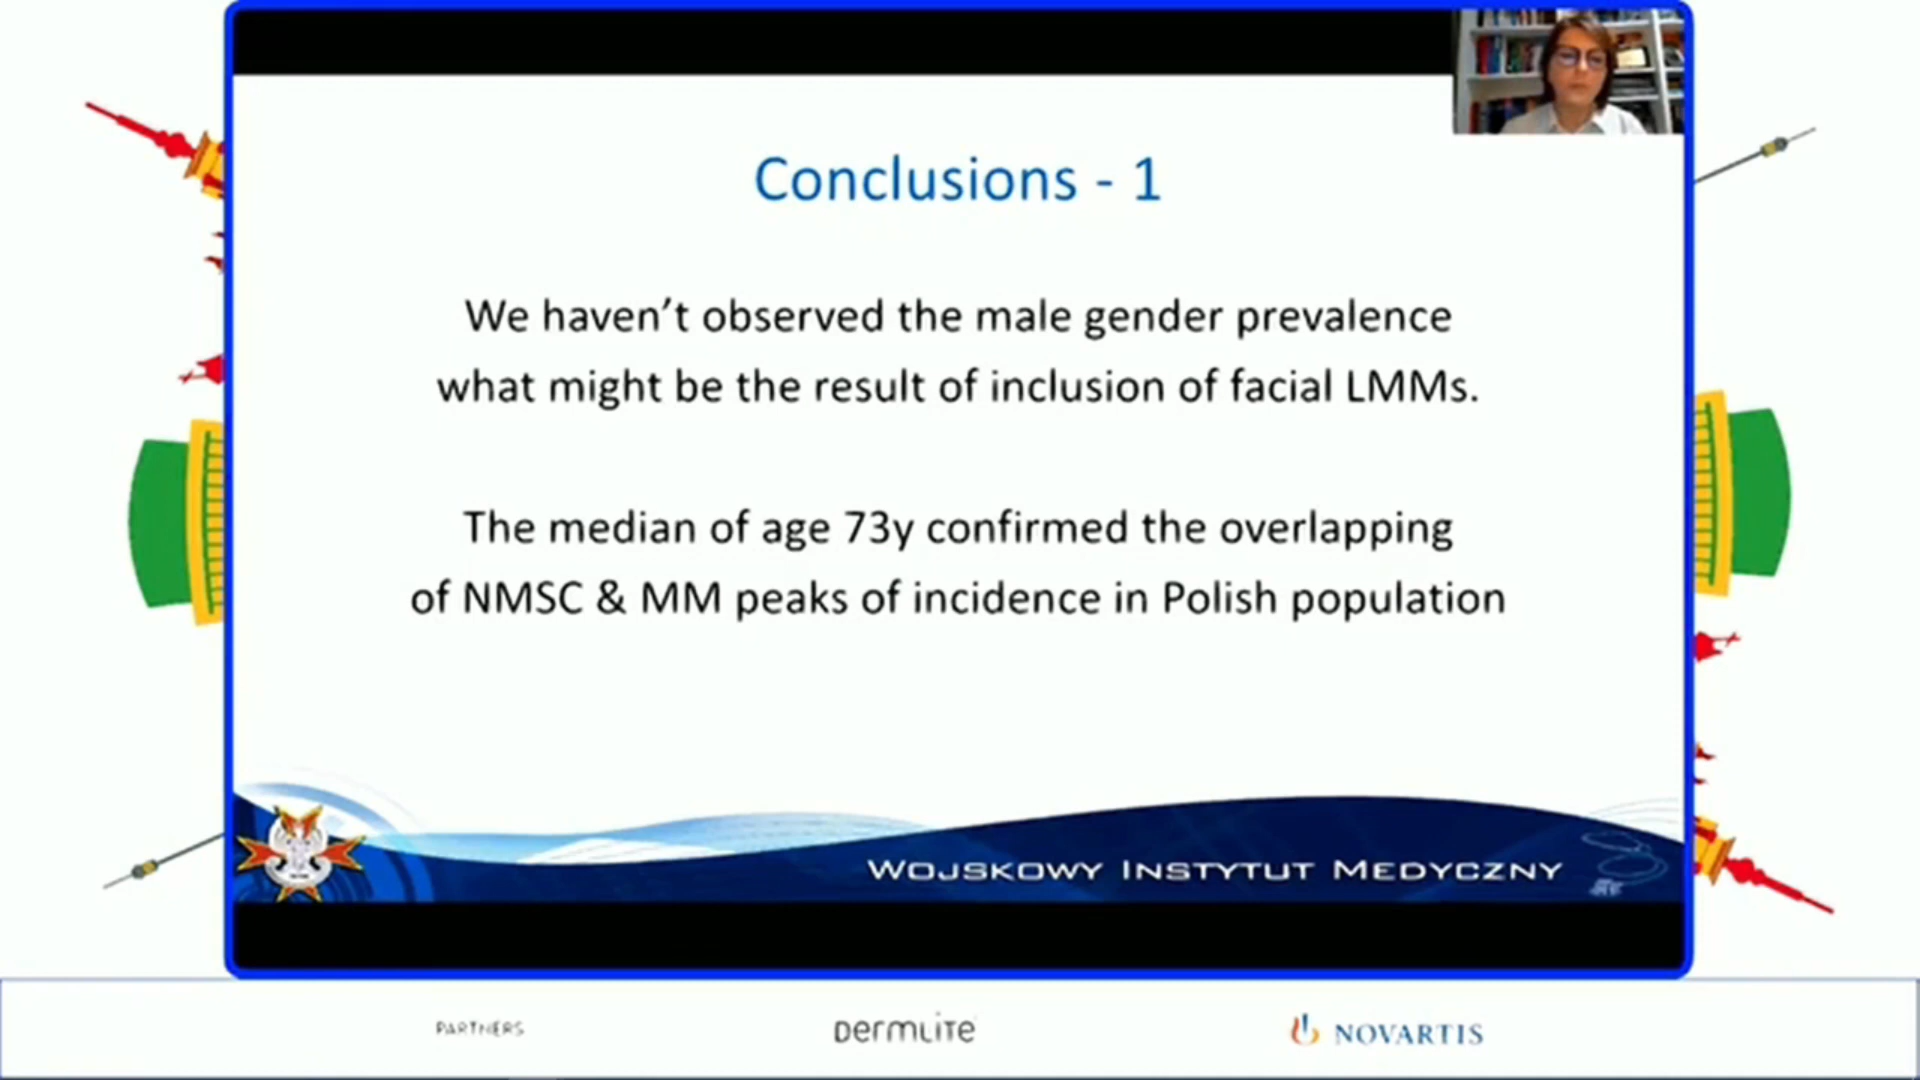 Conclusions - 1
We haven’t observed the male gender prevalence
what might be the result of inclusion of facial LMMs.
The median of age 73y confirmed the overlapping
of NMSC & MM peaks of incidence in Polish population
WOJSKOWY INSTYTUT MEDYCZNY
PARTNERS
DERMLITE
NOVARTIS